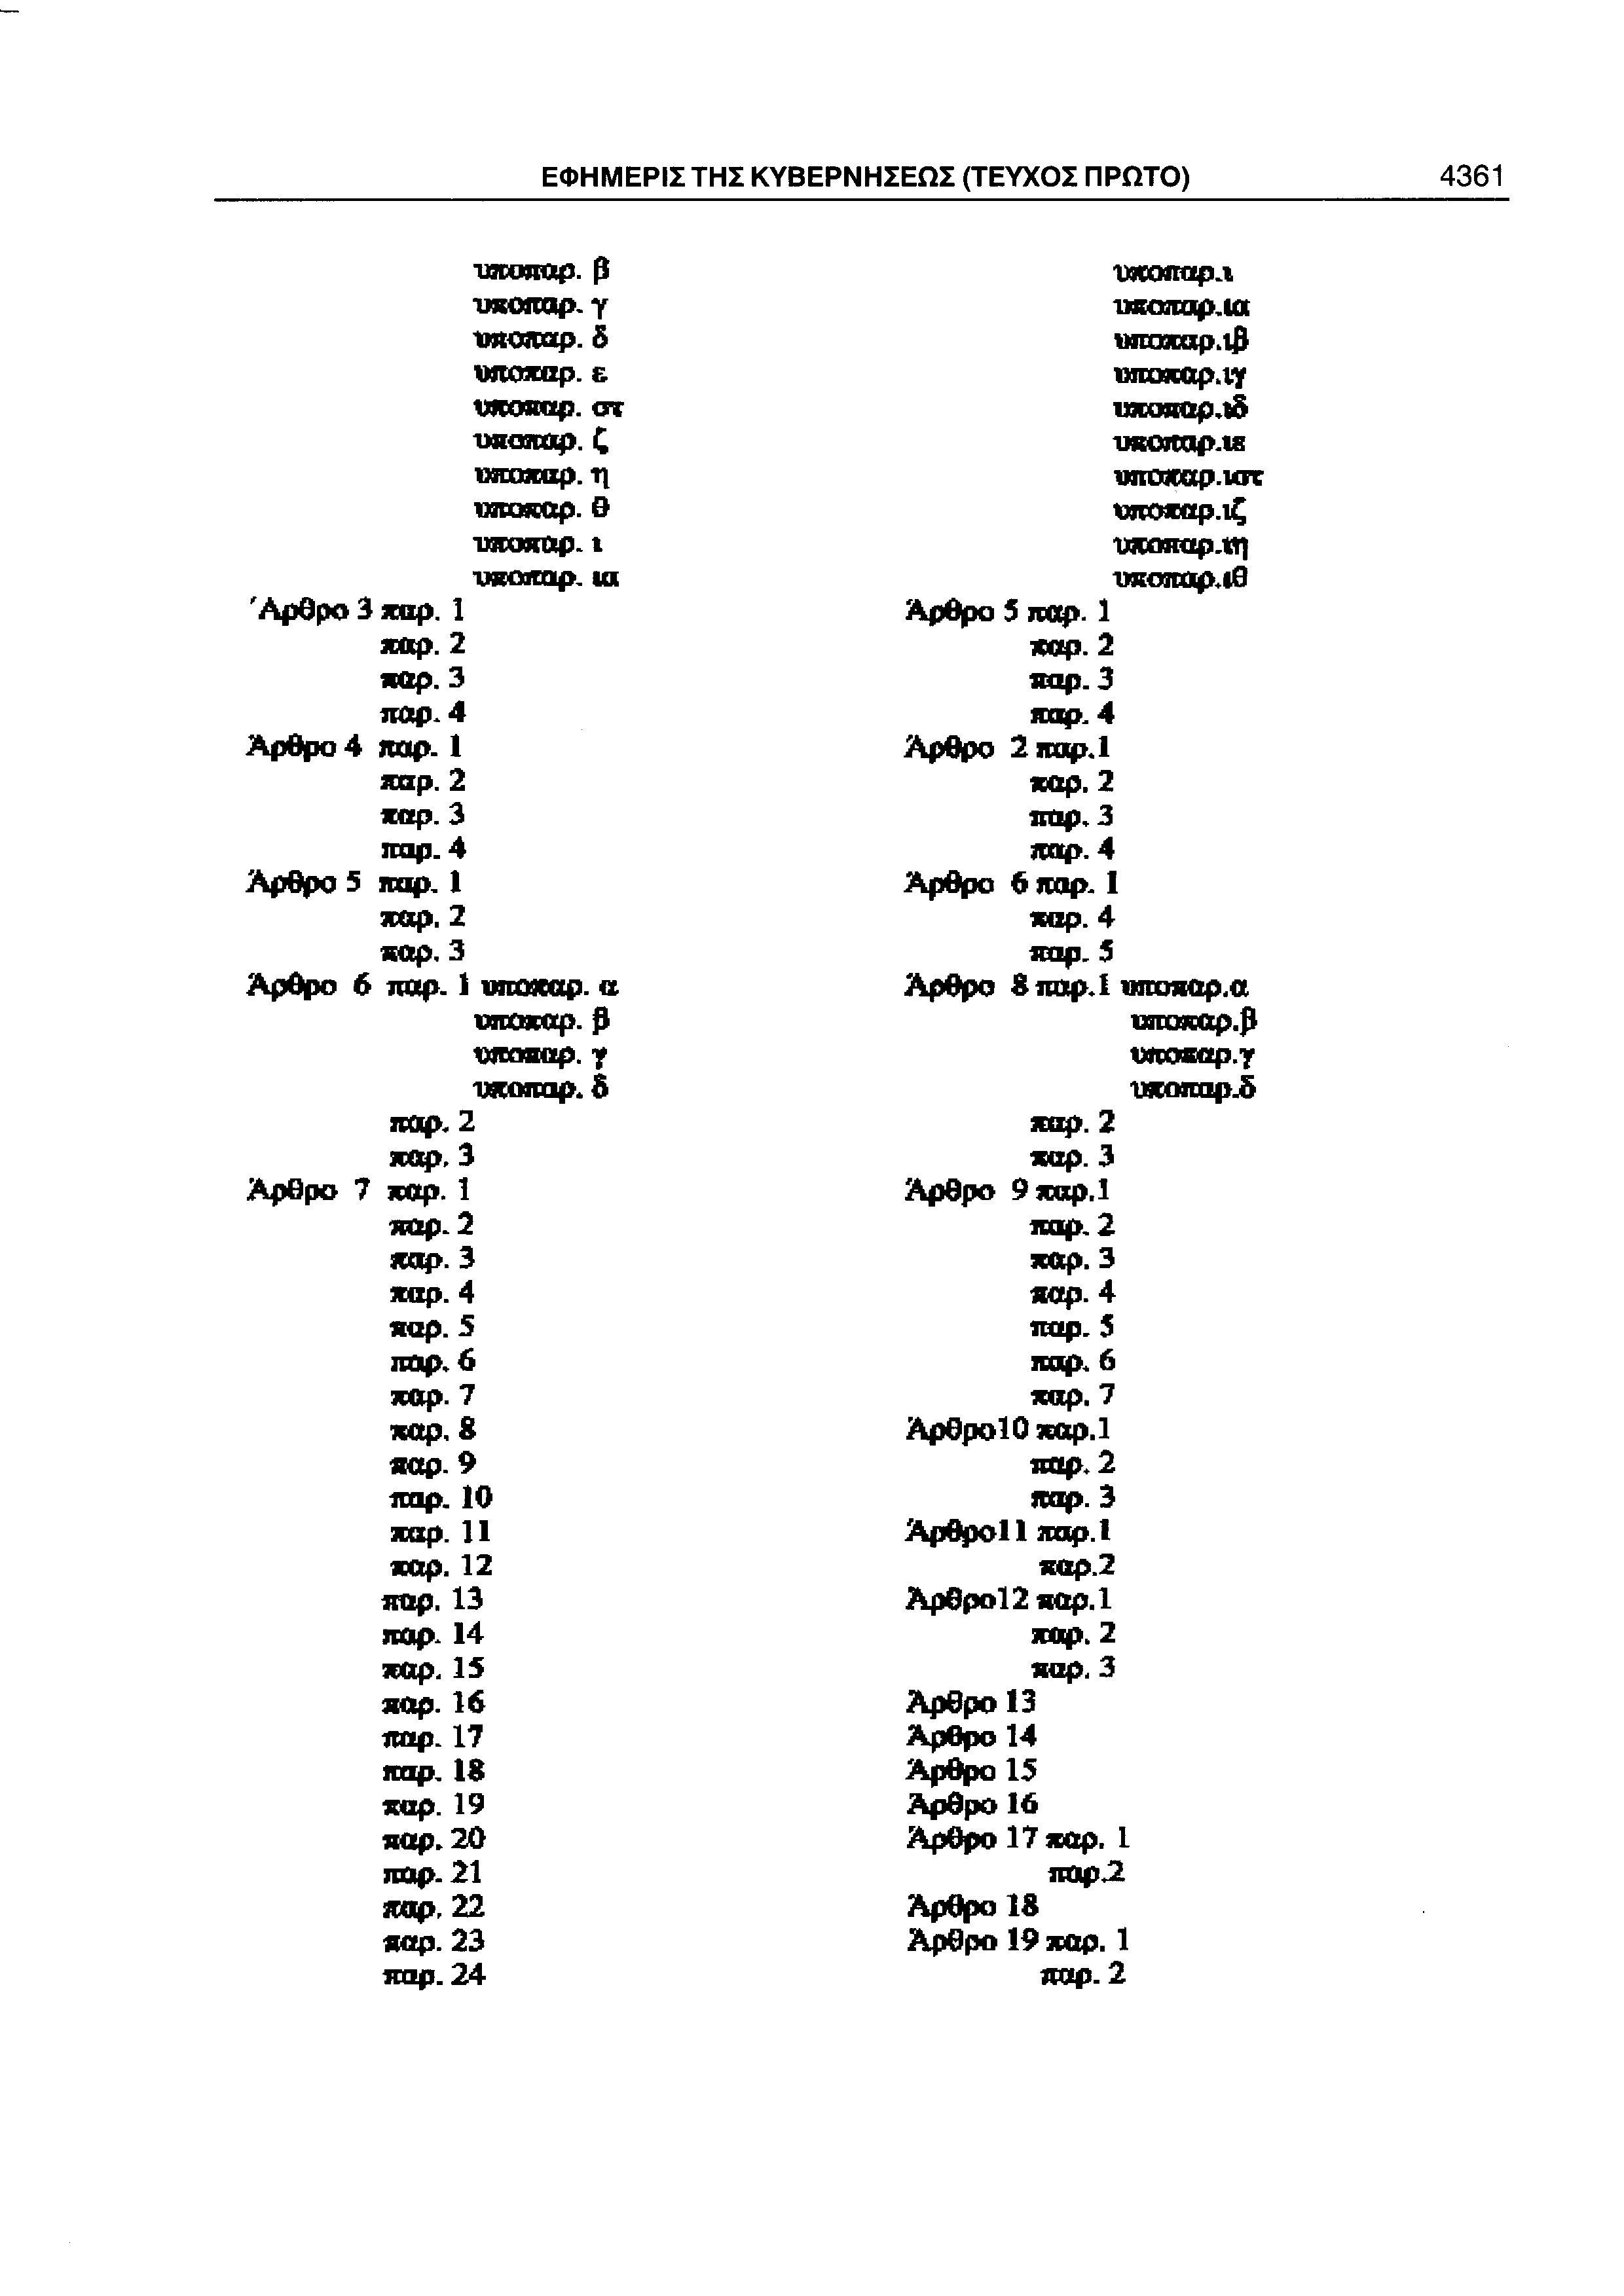 ΕΦΗΜΕΡΙΣ ΤΗΣ ΚΥΒΕΡΝΗΣΕΩΣ (ΤΕΥΧΟΣ ΠΡΩΤΟ) 4361
υποπαρ. β
υποπαρ. γ
υποπαρ. δ
υποπαρ. ε
υποπαρ. στ
υποπαρ. ζ
υποπαρ. η
υποπαρ. θ
υποπαρ. ι
υποπαρ. ια
Άρθρο 3 παρ. 1
παρ. 2
παρ. 3
παρ. 4
Άρθρο 4 παρ. 1
παρ. 2
παρ. 3
παρ. 4
Άρθρο 5 παρ. 1
παρ. 2
παρ. 3
Άρθρο 6 παρ. 1 υποπαρ. α
υποπαρ. β
υποπαρ. γ
υποπαρ. δ
παρ. 2
παρ. 3
Άρθρο 7 παρ. 1
παρ. 2
παρ. 3
παρ. 4
παρ. 5
παρ. 6
παρ. 7
παρ. 8
παρ. 9
παρ. 10
παρ. 11
παρ. 12
παρ. 13
παρ. 14
παρ. 15
παρ. 16
παρ. 17
παρ. 18
παρ. 19
παρ. 20
παρ. 21
παρ. 22
παρ. 23
παρ. 24
υποπαρ.ι
υποπαρ.ια
υποπαρ.ιβ
υποπαρ.ιγ
υποπαρ.ιδ
υποπαρ.ιε
υποπαρ.ιστ
υποπαρ.ιζ
υποπαρ.ιη
υποπαρ.ιθ
Άρθρο 5 παρ. 1
παρ. 2
παρ. 3
παρ. 4
Άρθρο 2 παρ.1
παρ. 2
παρ. 3
παρ. 4
Άρθρο 6 παρ. 1
παρ. 4
παρ. 5
Άρθρο 8 παρ.1 υποπαρ.α
υποπαρ.β
υποπαρ.γ
υποπαρ.δ
παρ. 2
παρ. 3
Άρθρο 9 παρ.1
παρ. 2
παρ. 3
παρ. 4
παρ. 5
παρ. 6
παρ. 7
Άρθρο10 παρ.1
παρ. 2
παρ. 3
Άρθρο11 παρ.1
παρ.2
Άρθρο12 παρ.1
παρ. 2
παρ. 3
Άρθρο 13
Άρθρο 14
Άρθρο 15
Άρθρο 16
Άρθρο 17 παρ. 1
παρ.2
Άρθρο 18
Άρθρο 19 παρ. 1
παρ. 2